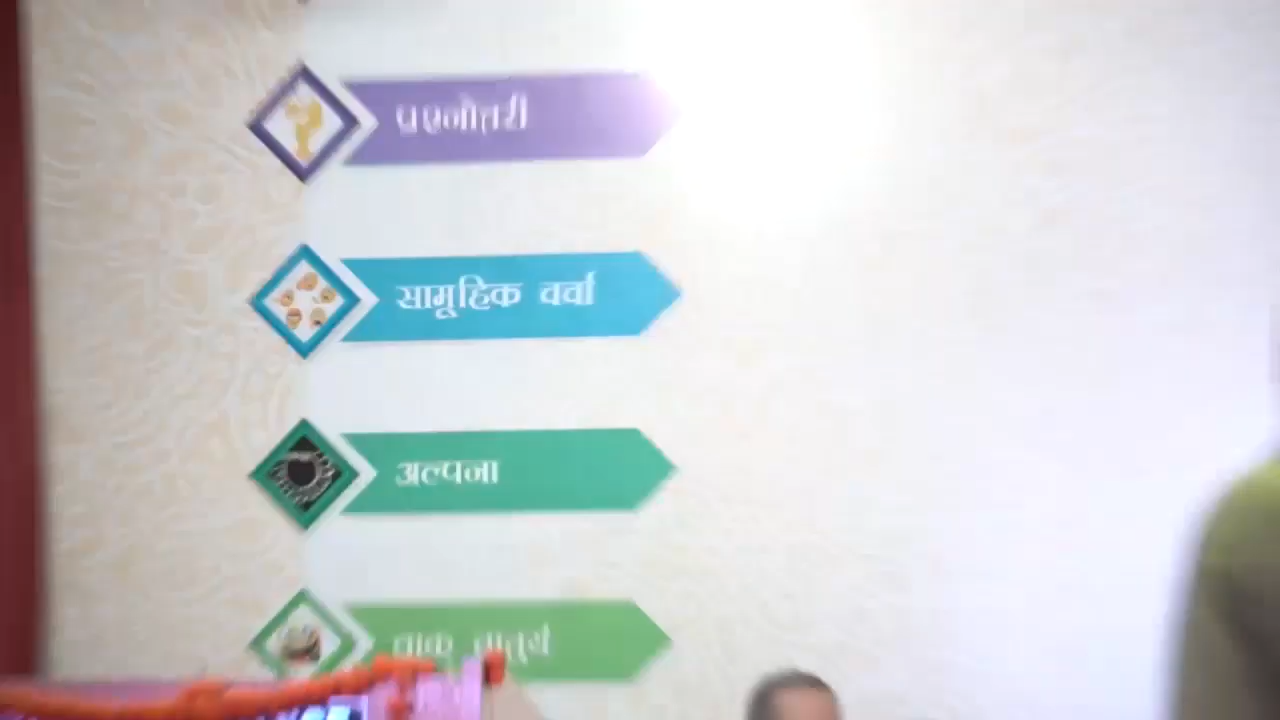 प्रश्नोत्तरी
सामूहिक चर्चा
अल्पना
वाक् चातुर्य